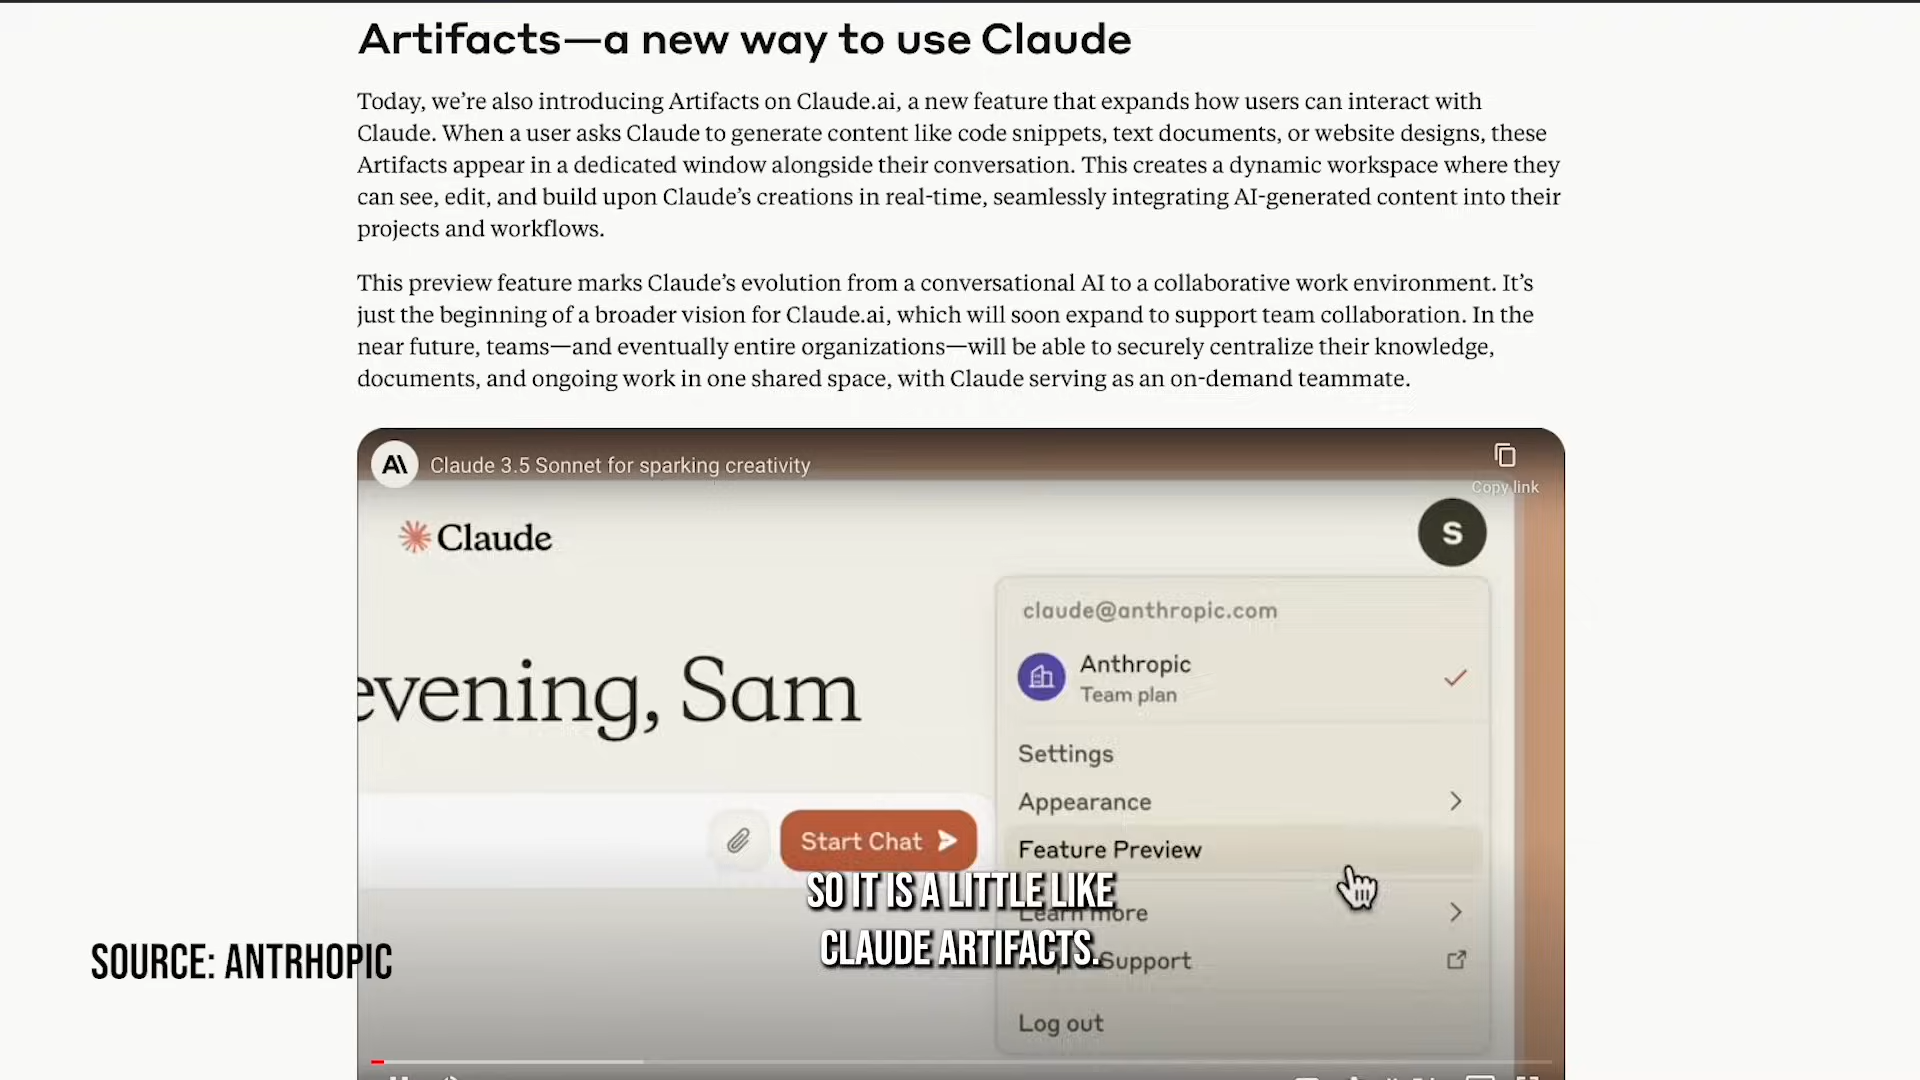 Artifacts—a new way to use Claude
Today, we’re also introducing Artifacts on Claude.ai, a new feature that expands how users can interact with
Claude. When a user asks Claude to generate content like code snippets, text documents, or website designs, these
Artifacts appear in a dedicated window alongside their conversation. This creates a dynamic workspace where they
can see, edit, and build upon Claude’s creations in real-time, seamlessly integrating AI-generated content into their
projects and workflows.
This preview feature marks Claude’s evolution from a conversational AI to a collaborative work environment. It’s
just the beginning of a broader vision for Claude.ai, which will soon expand to support team collaboration. In the
near future, teams—and eventually entire organizations—will be able to securely centralize their knowledge,
documents, and ongoing work in one shared space, with Claude serving as an on-demand teammate.
A\ Claude 3.5 Sonnet for sparking creativity
Copy link
Claude
S
claude@anthropic.com
Anthropic
Team plan
evening, Sam
Settings
Appearance
Start Chat
Feature Preview
SO IT IS A LITTLE LIKE
Learn more
CLAUDE ARTIFACTS.
Support
SOURCE: ANTRHOPIC
Log out